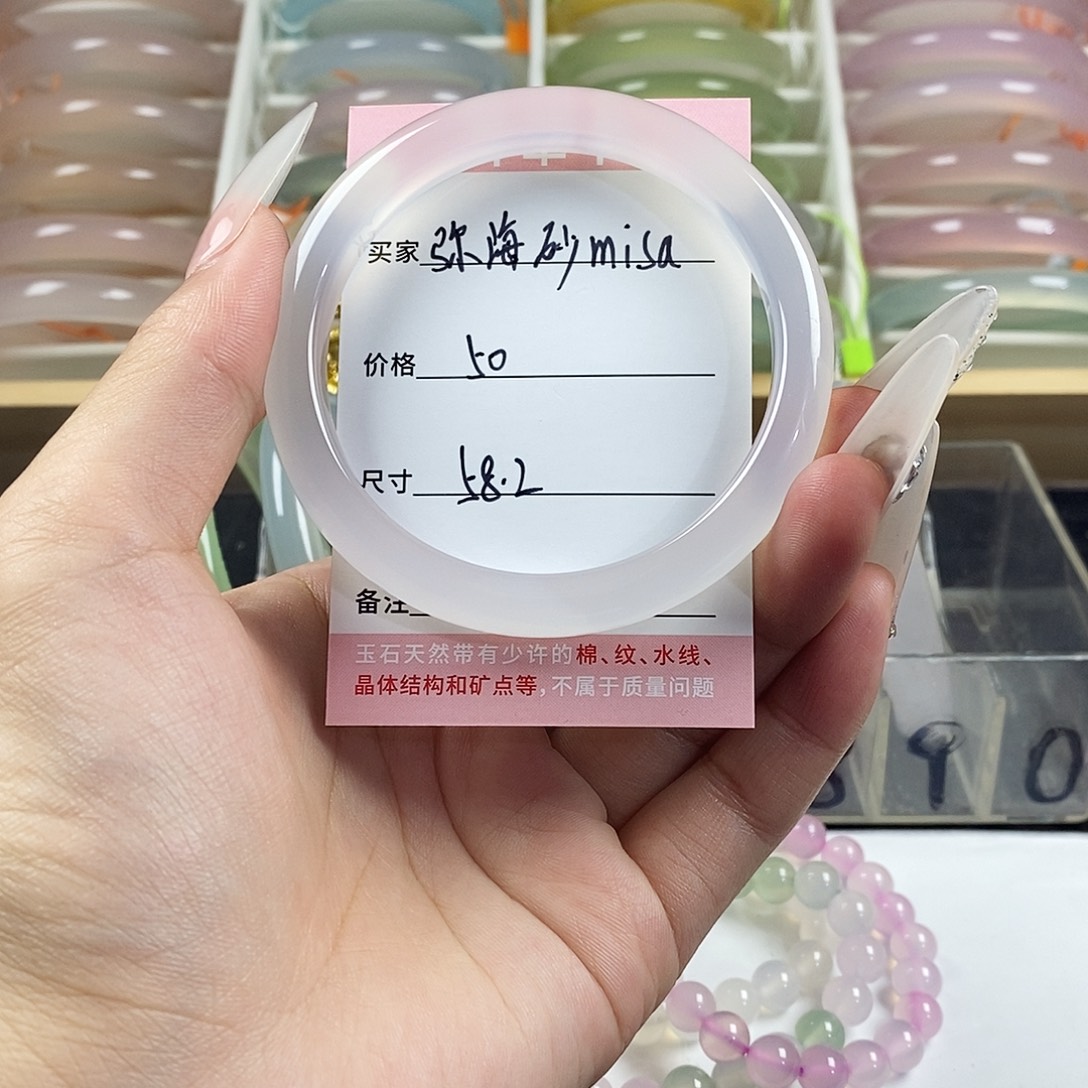 买家 弥海砂misa
价格 50
尺寸 58.2
备注
玉石天然带有少许的棉、纹、水线、
晶体结构和矿点等,不属于质量问题
9 0